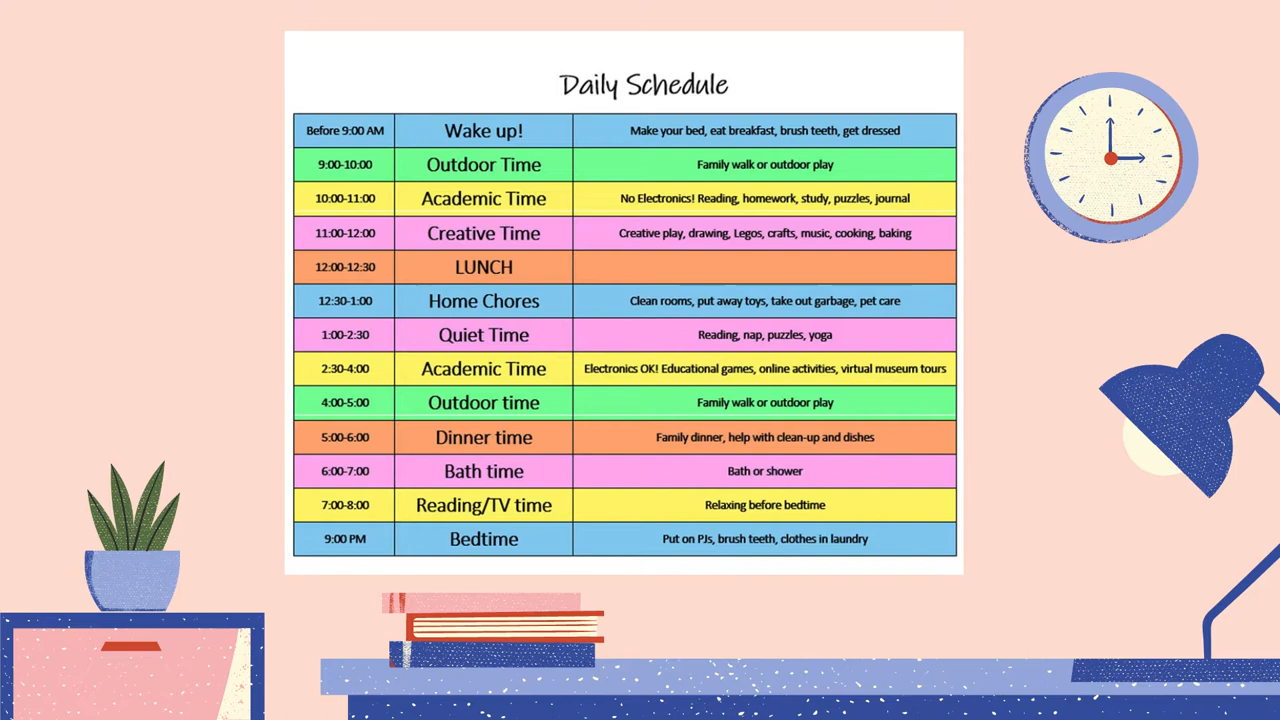 Daily Schedule
Before 9:00 AM Wake up! Make your bed, eat breakfast, brush teeth, get dressed
9:00-10:00 Outdoor Time Family walk or outdoor play
10:00-11:00 Academic Time No Electronics! Reading, homework, study, puzzles, journal
11:00-12:00 Creative Time Creative play, drawing, Legos, crafts, music, cooking, baking
12:00-12:30 LUNCH
12:30-1:00 Home Chores Clean rooms, put away toys, take out garbage, pet care
1:00-2:30 Quiet Time Reading, nap, puzzles, yoga
2:30-4:00 Academic Time Electronics OK! Educational games, online activities, virtual museum tours
4:00-5:00 Outdoor time Family walk or outdoor play
5:00-6:00 Dinner time Family dinner, help with clean-up and dishes
6:00-7:00 Bath time Bath or shower
7:00-8:00 Reading/TV time Relaxing before bedtime
9:00 PM Bedtime Put on PJs, brush teeth, clothes in laundry